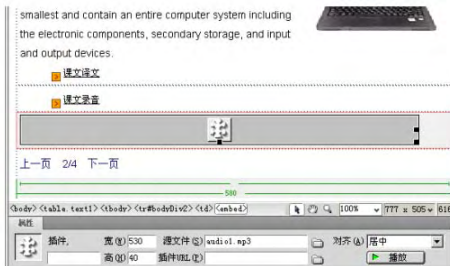 smallest and contain an entire computer system including
the electronic components, secondary storage, and input
and output devices.
课文译文
课文录音
上一页 2/4 下一页
580
<body> <table.text1> <tbody> <tr#bodyDiv2> <td> <embed> 100% 777 x 505 616
属性
插件, 宽(W) 530 源文件(S) audio1.mp3 对齐(A) 居中
高(H) 40 插件URL(R) 播放